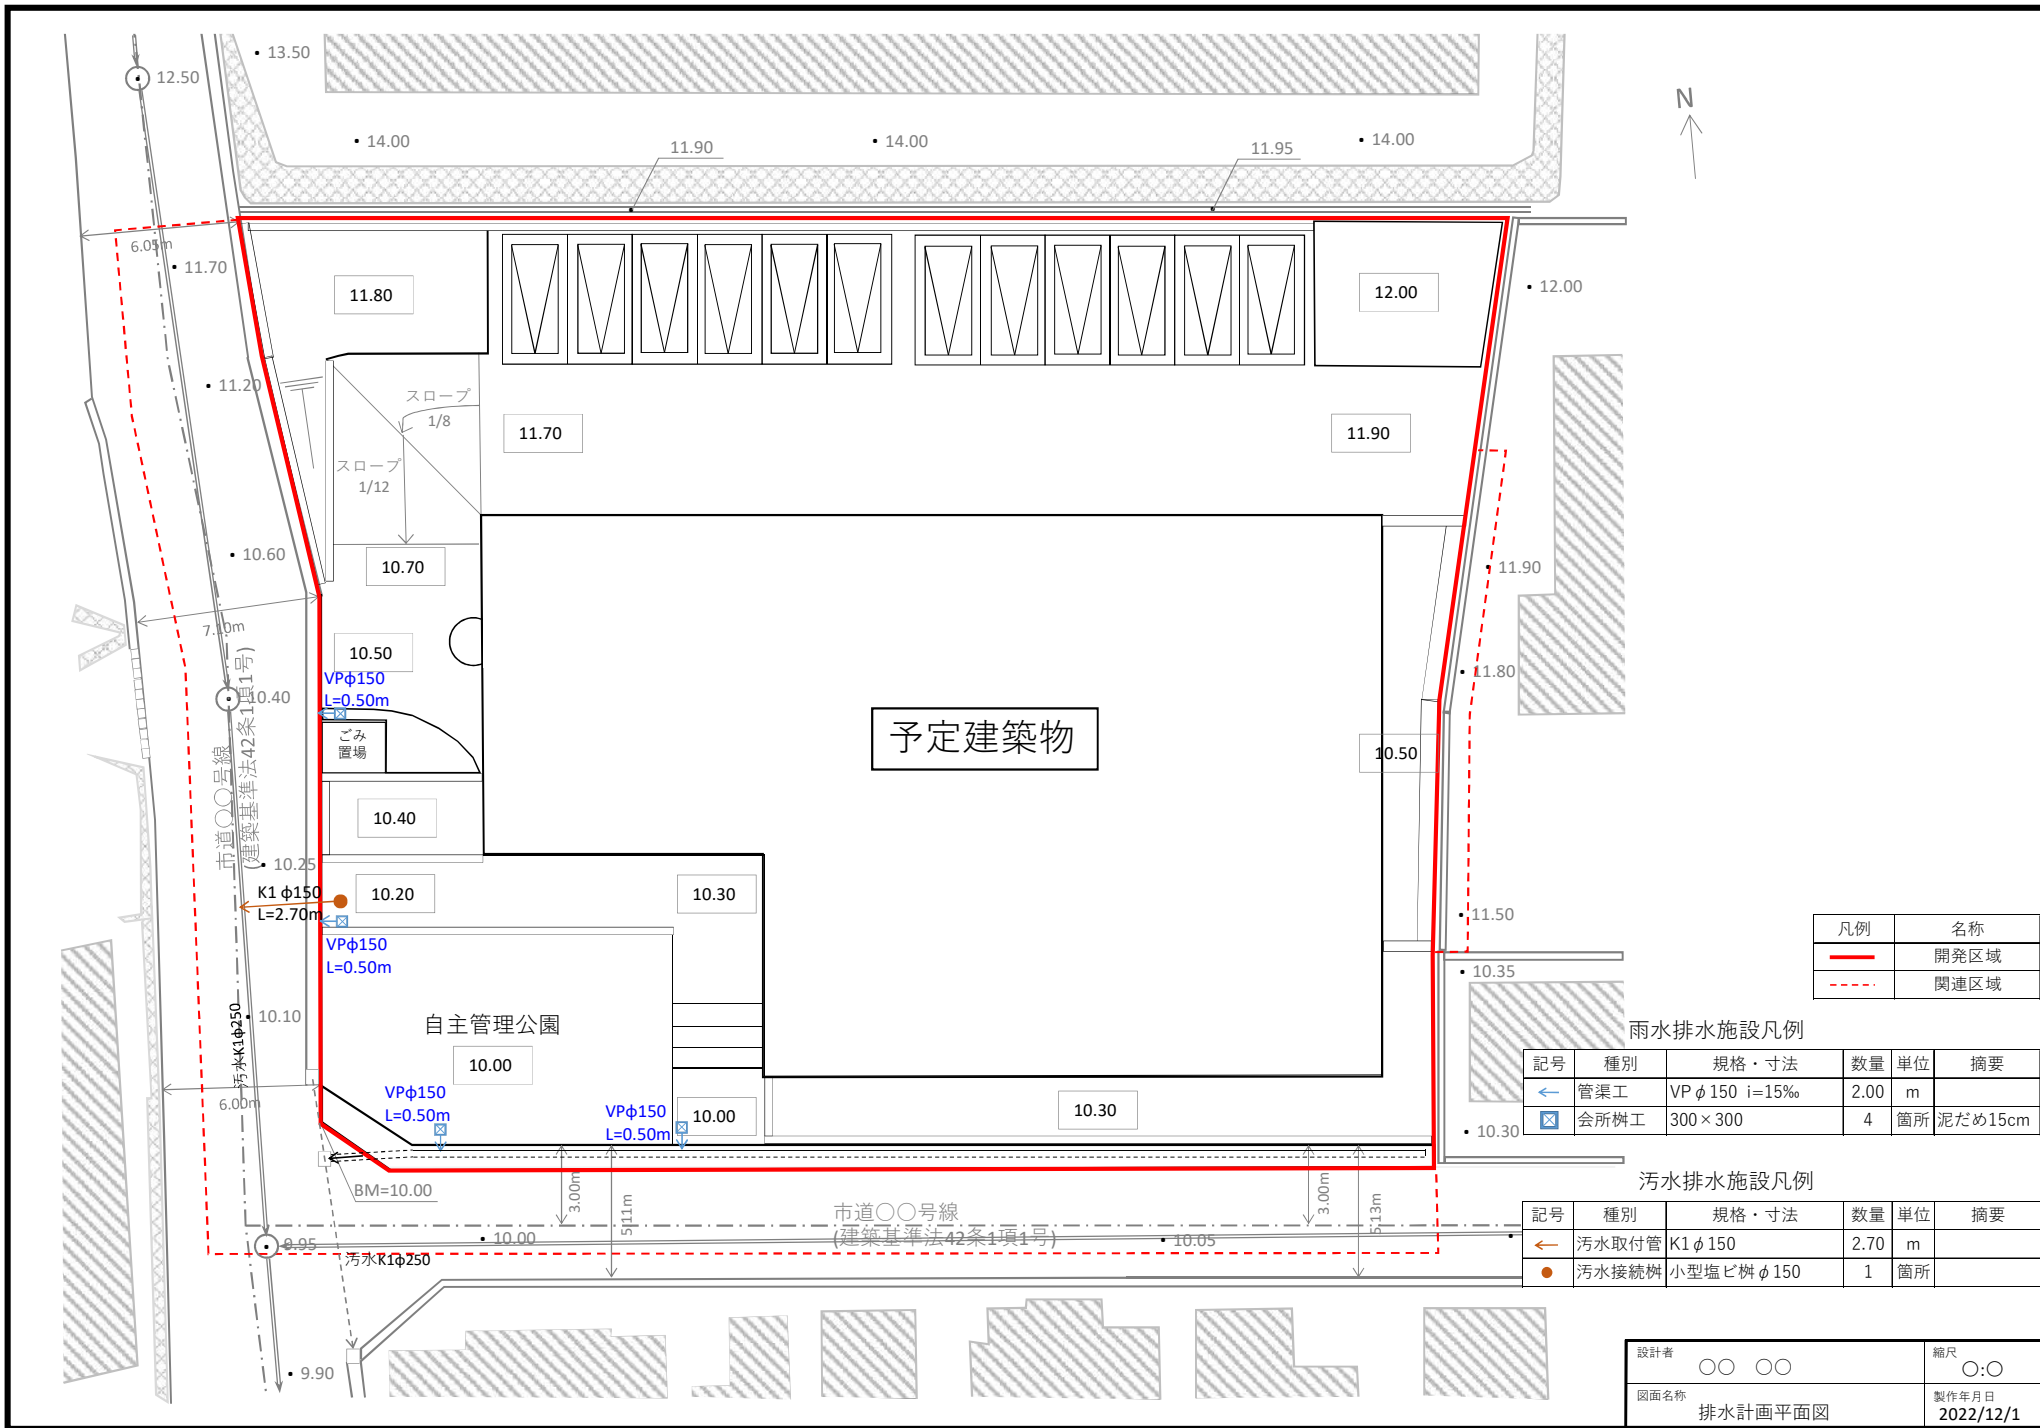 13.50
12.50
N
14.00
11.90
14.00
11.95
14.00
6.05m
11.70
11.80
12.00
12.00
11.20
スロープ
1/8
11.70
11.90
スロープ
1/12
10.60
10.70
11.90
7.10m
10.50
11.80
VPφ150
L=0.50m
10.40
ごみ
置場
予定建築物
10.50
市道〇〇号線
(建築基準法42条1項1号)
10.40
10.25
K1 φ150
L=2.70m
10.20
10.30
11.50
VPφ150
L=0.50m
10.35
汚水K1φ250
10.10
自主管理公園
10.00
6.00m
VPφ150
L=0.50m
VPφ150
L=0.50m
10.00
10.30
10.30
BM=10.00
3.00m
5.11m
3.00m
5.13m
市道〇〇号線
(建築基準法42条1項1号)
9.95
10.00
10.05
汚水K1φ250
9.90
凡例 名称
開発区域
関連区域
雨水排水施設凡例
記号 種別 規格・寸法 数量 単位 摘要
管渠工 VPφ150 i=15‰ 2.00 m
会所桝工 300×300 4 箇所 泥だめ15cm
汚水排水施設凡例
記号 種別 規格・寸法 数量 単位 摘要
汚水取付管 K1φ150 2.70 m
汚水接続桝 小型塩ビ桝φ150 1 箇所
設計者 〇〇 〇〇 縮尺 〇:〇
図面名称 排水計画平面図 製作年月日 2022/12/1